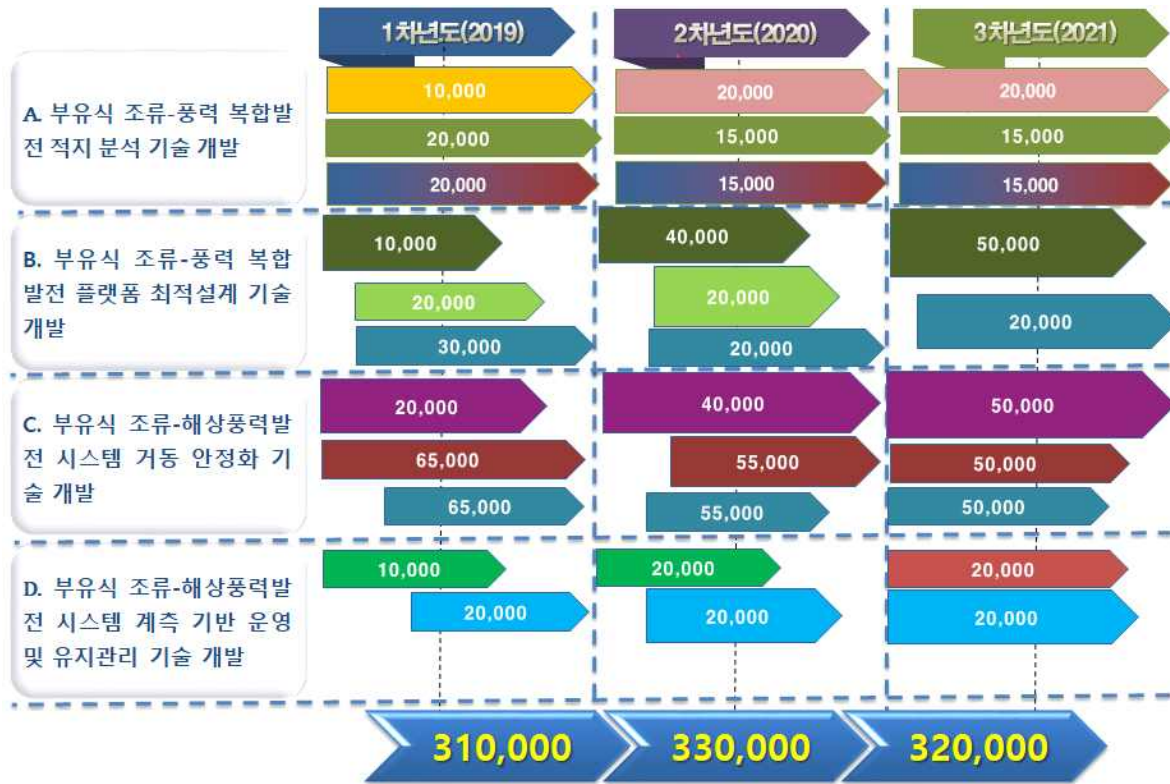 1차년도(2019)
2차년도(2020)
3차년도(2021)
A. 부유식 조류-풍력 복합발
전 적지 분석 기술 개발
10,000
20,000
20,000
20,000
15,000
15,000
20,000
15,000
15,000
B. 부유식 조류-풍력 복합
발전 플랫폼 최적설계 기술
개발
10,000
20,000
30,000
40,000
20,000
20,000
50,000
20,000
C. 부유식 조류-해상풍력발
전 시스템 거동 안정화 기
술 개발
20,000
65,000
65,000
40,000
55,000
55,000
50,000
50,000
50,000
D. 부유식 조류-해상풍력발
전 시스템 계측 기반 운영
및 유지관리 기술 개발
10,000
20,000
20,000
20,000
20,000
20,000
310,000
330,000
320,000